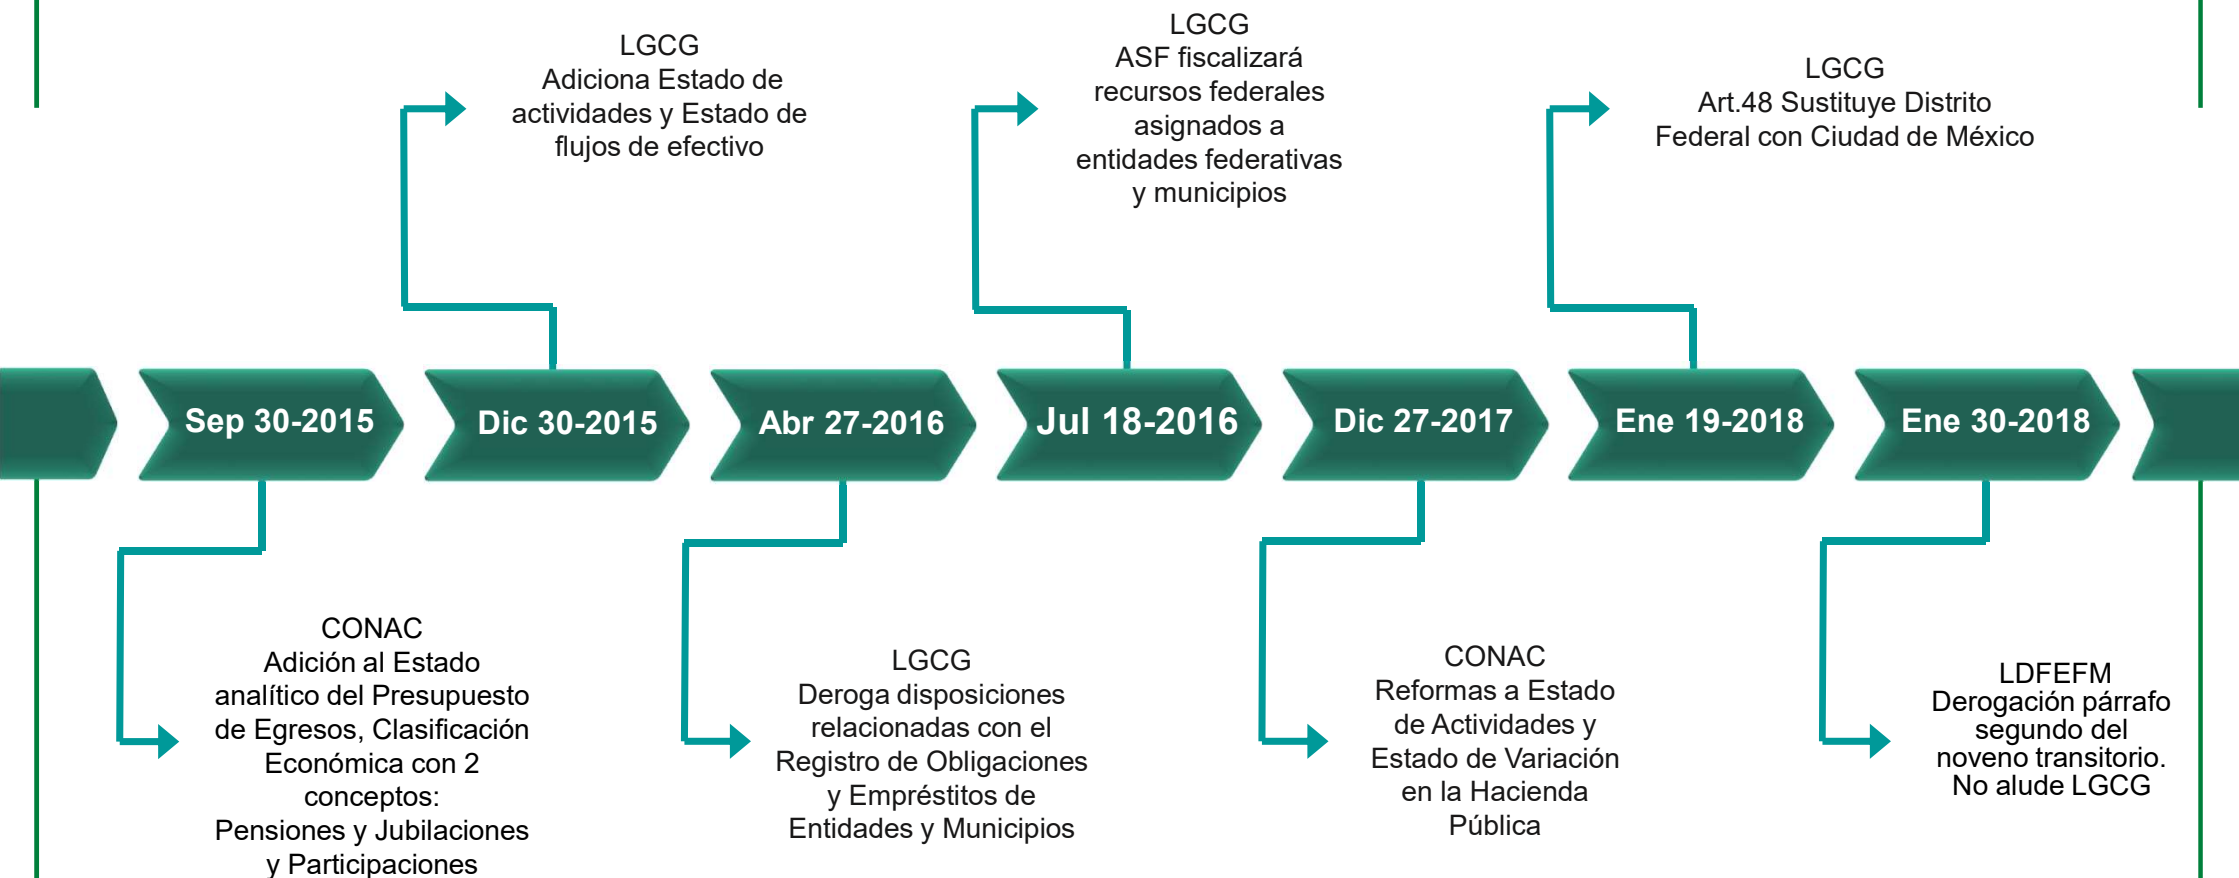 LGCG
Adiciona Estado de
actividades y Estado de
flujos de efectivo
LGCG
ASF fiscalizará
recursos federales
asignados a
entidades federativas
y municipios
LGCG
Art.48 Sustituye Distrito
Federal con Ciudad de México
Sep 30-2015
Dic 30-2015
Abr 27-2016
Jul 18-2016
Dic 27-2017
Ene 19-2018
Ene 30-2018
CONAC
Adición al Estado
analítico del Presupuesto
de Egresos, Clasificación
Económica con 2
conceptos:
Pensiones y Jubilaciones
y Participaciones
LGCG
Deroga disposiciones
relacionadas con el
Registro de Obligaciones
y Empréstitos de
Entidades y Municipios
CONAC
Reformas a Estado
de Actividades y
Estado de Variación
en la Hacienda
Pública
LDFEFM
Derogación párrafo
segundo del
noveno transitorio.
No alude LGCG